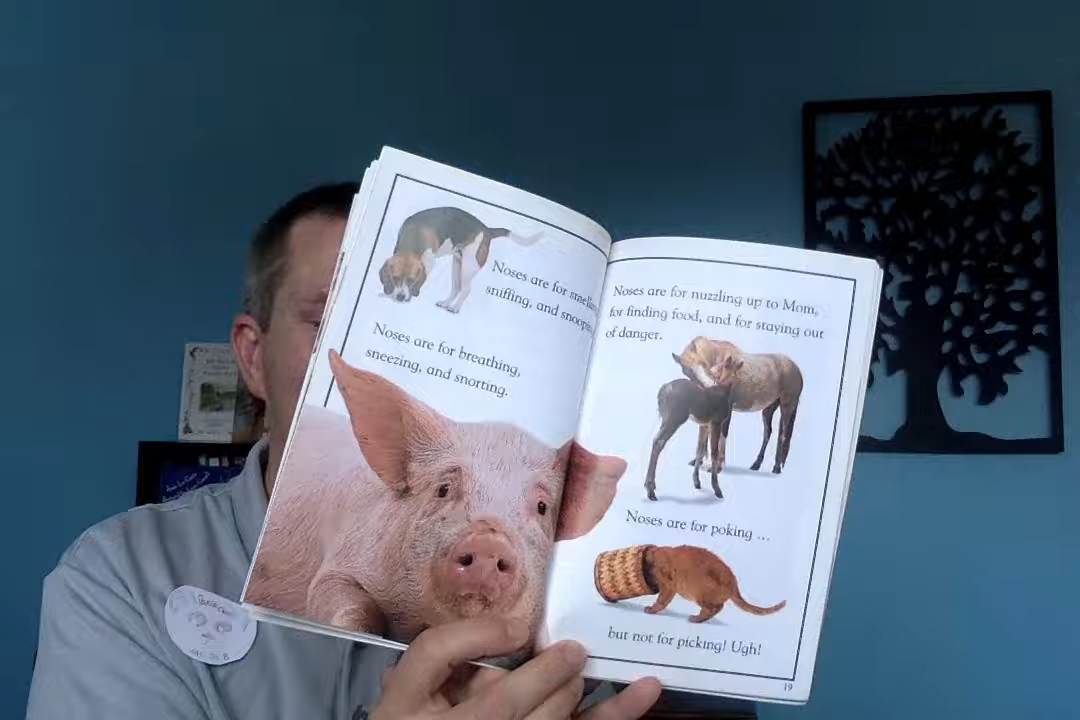 Noses are for
sniffing, and
Noses are for breathing,
sneezing, and snorting.
Noses are for nuzzling up to Mom,
for finding food, and for staying out
of danger.
Noses are for poking ...
but not for picking! Ugh!
19